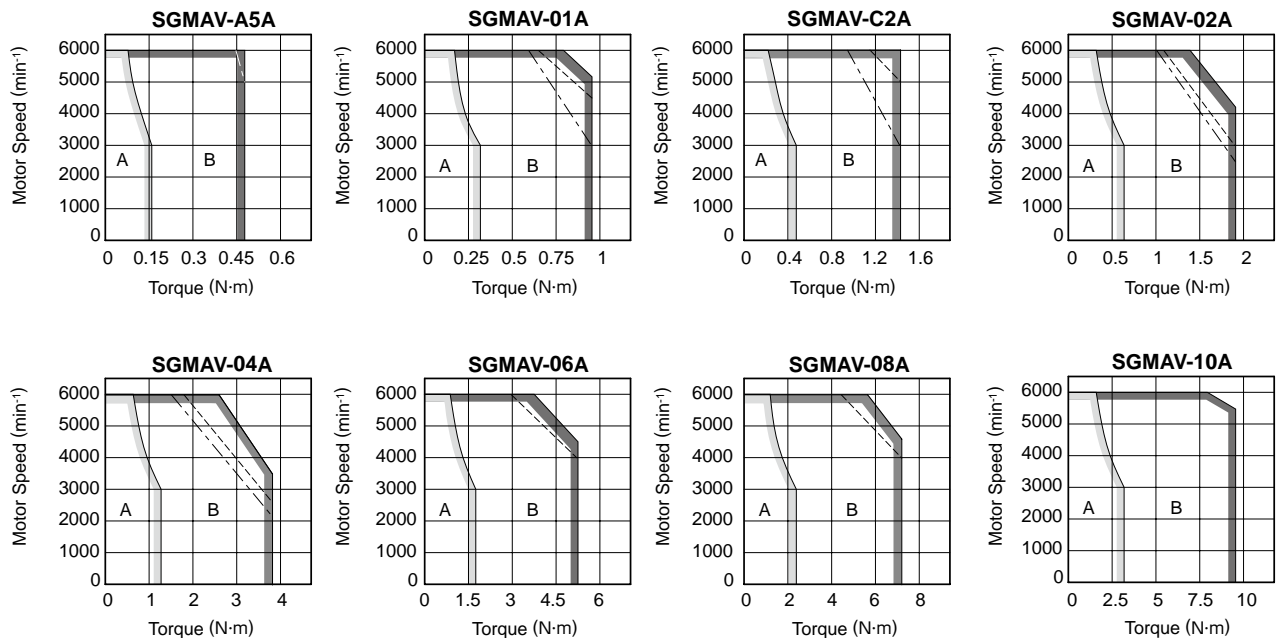 SGMAV-A5A
Motor Speed (min-1)
6000
5000
4000
3000
2000
1000
0
A
B
0 0.15 0.3 0.45 0.6
Torque (N·m)
SGMAV-01A
Motor Speed (min-1)
6000
5000
4000
3000
2000
1000
0
A
B
0 0.25 0.5 0.75 1
Torque (N·m)
SGMAV-C2A
Motor Speed (min-1)
6000
5000
4000
3000
2000
1000
0
A
B
0 0.4 0.8 1.2 1.6
Torque (N·m)
SGMAV-02A
Motor Speed (min-1)
6000
5000
4000
3000
2000
1000
0
A
B
0 0.5 1 1.5 2
Torque (N·m)
SGMAV-04A
Motor Speed (min-1)
6000
5000
4000
3000
2000
1000
0
A
B
0 1 2 3 4
Torque (N·m)
SGMAV-06A
Motor Speed (min-1)
6000
5000
4000
3000
2000
1000
0
A
B
0 1.5 3 4.5 6
Torque (N·m)
SGMAV-08A
Motor Speed (min-1)
6000
5000
4000
3000
2000
1000
0
A
B
0 2 4 6 8
Torque (N·m)
SGMAV-10A
Motor Speed (min-1)
6000
5000
4000
3000
2000
1000
0
A
B
0 2.5 5 7.5 10
Torque (N·m)